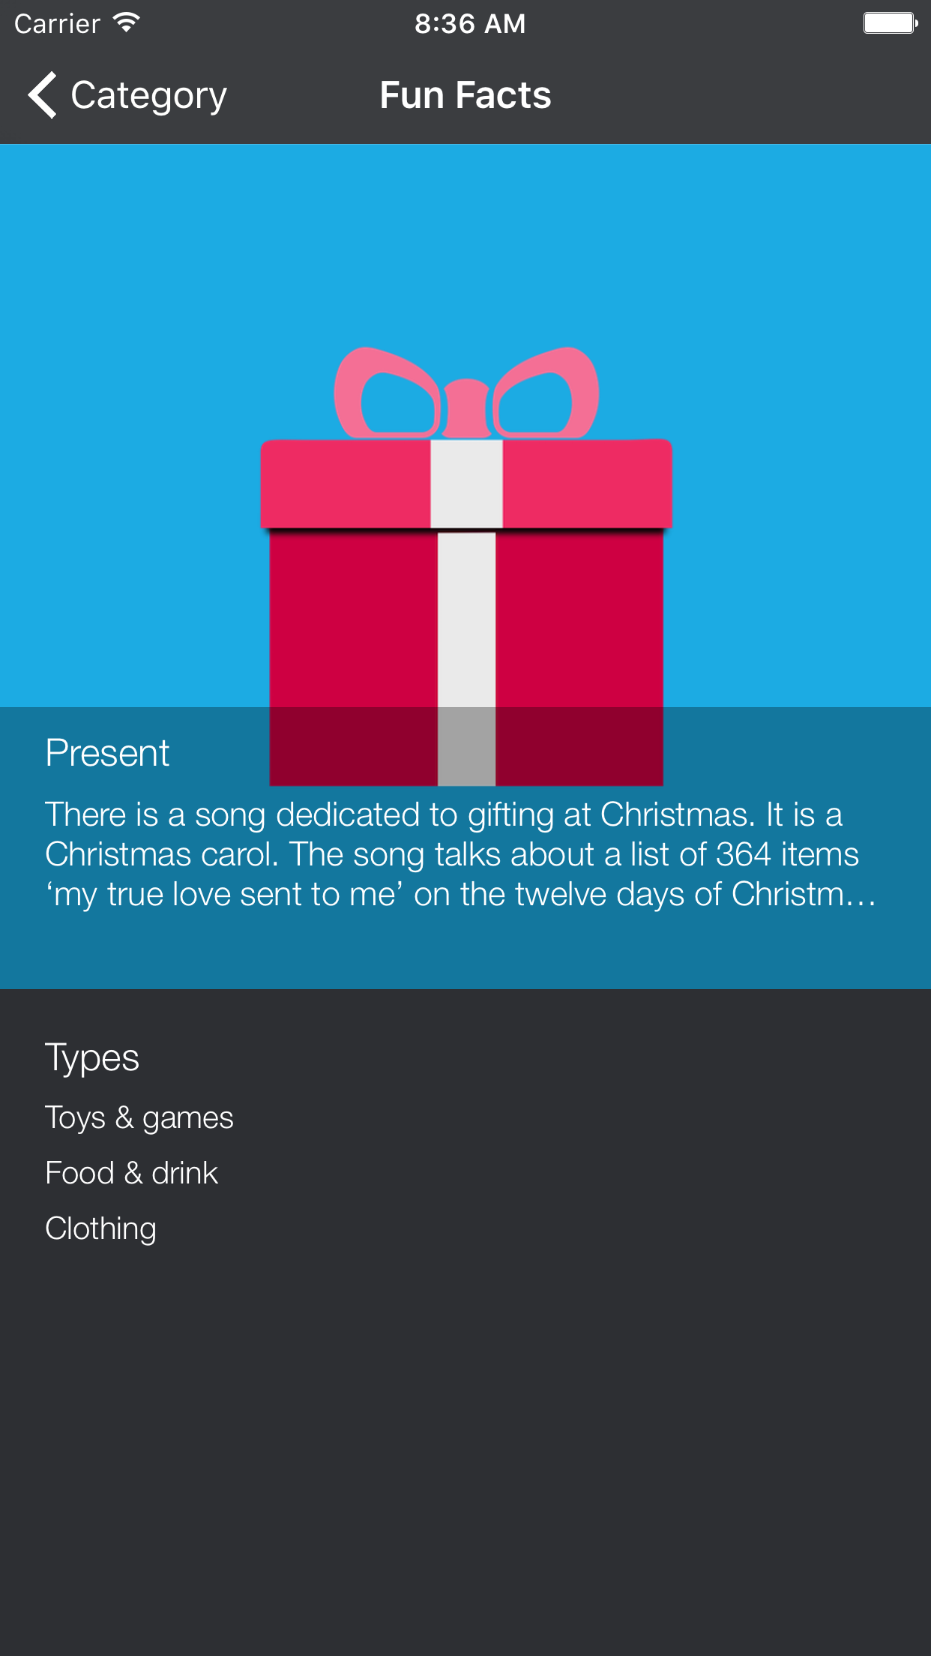 Carrier 8:36 AM
Category Fun Facts
Present
There is a song dedicated to gifting at Christmas. It is a
Christmas carol. The song talks about a list of 364 items
‘my true love sent to me’ on the twelve days of Christm…
Types
Toys & games
Food & drink
Clothing